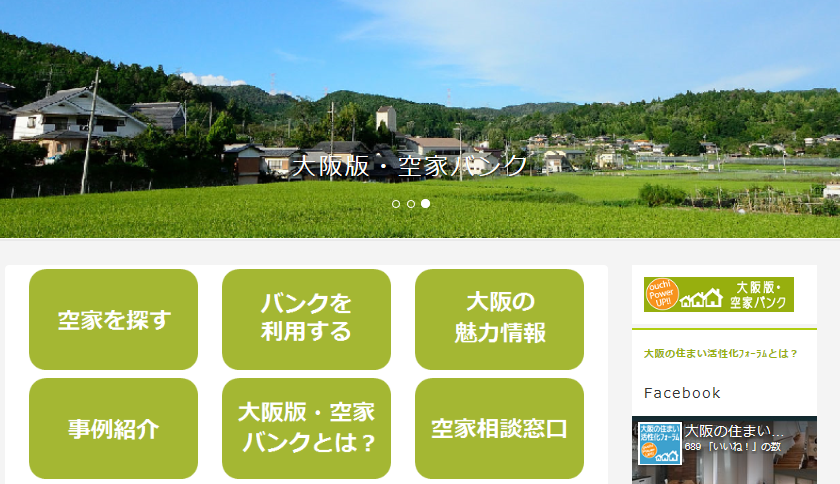 大阪版・空家バンク
空家を探す
バンクを
利用する
大阪の
魅力情報
事例紹介
大阪版・空家
バンクとは？
空家相談窓口
ouch!
Power
UP!!
大阪版・
空家バンク
大阪の住まい活性化ﾌｫｰﾗﾑとは？
Facebook
大阪の住まい
活性化フォーラム
大阪の住まい...
689 「いいね！」の数